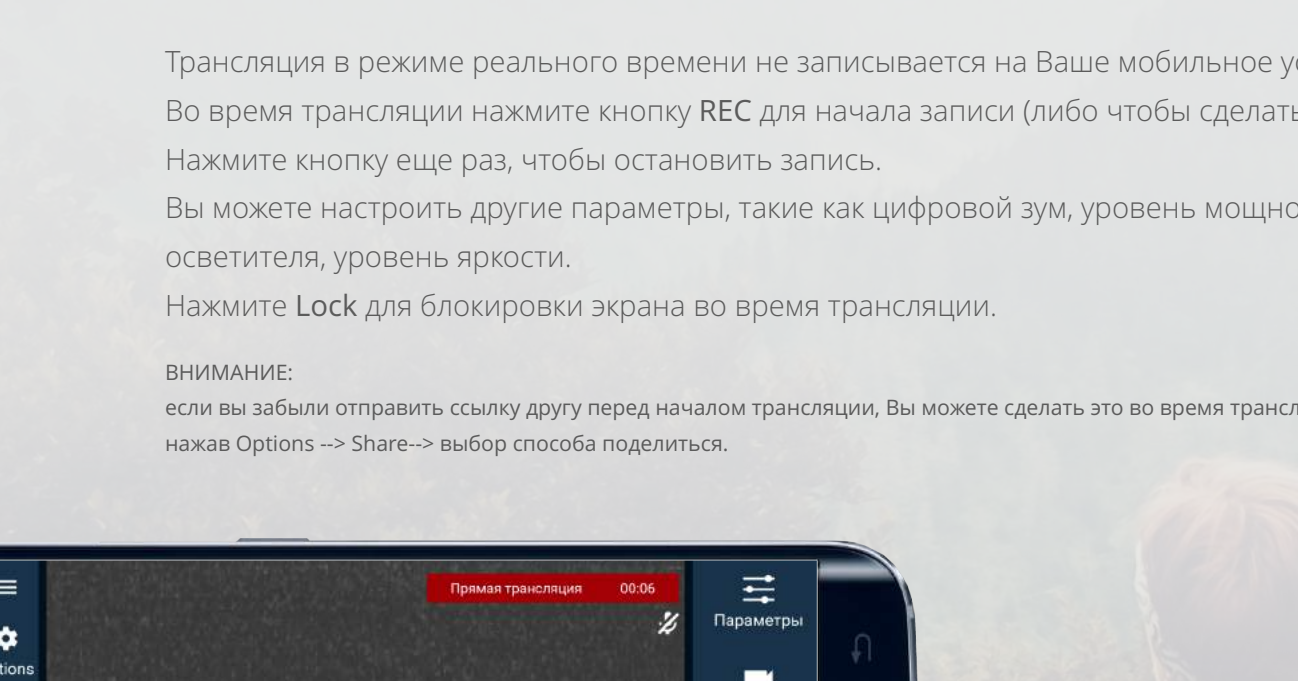 Трансляция в режиме реального времени не записывается на Ваше мобильное
Во время трансляции нажмите кнопку REC для начала записи (либо чтобы сделать
Нажмите кнопку еще раз, чтобы остановить запись.
Вы можете настроить другие параметры, такие как цифровой зум, уровень
осветителя, уровень яркости.
Нажмите Lock для блокировки экрана во время трансляции.
ВНИМАНИЕ:
если вы забыли отправить ссылку другу перед началом трансляции, Вы можете сделать это во время
нажав Options --> Share--> выбор способа поделиться.
Прямая трансляция 00:06
Параметры